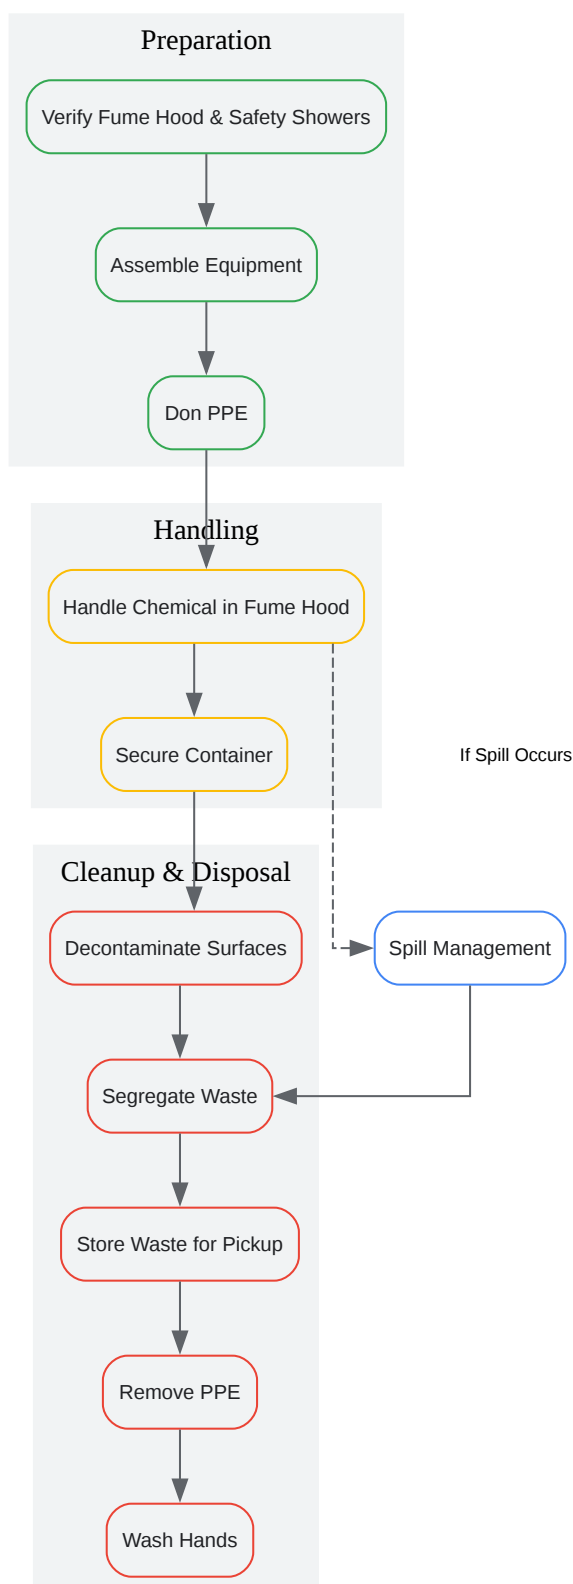 Preparation
Verify Fume Hood & Safety Showers
Assemble Equipment
Don PPE
Handling
Handle Chemical in Fume Hood
Secure Container
If Spill Occurs
Cleanup & Disposal
Decontaminate Surfaces
Spill Management
Segregate Waste
Store Waste for Pickup
Remove PPE
Wash Hands